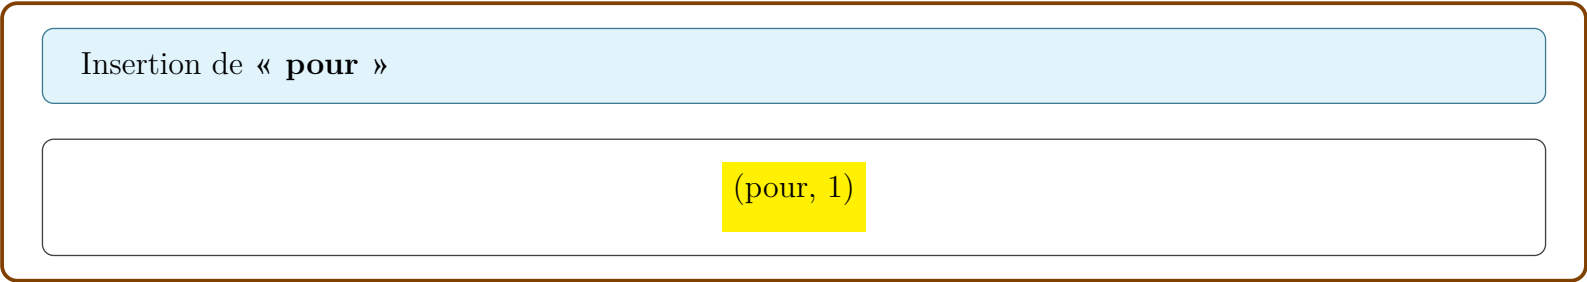 Insertion de « pour »
(pour, 1)